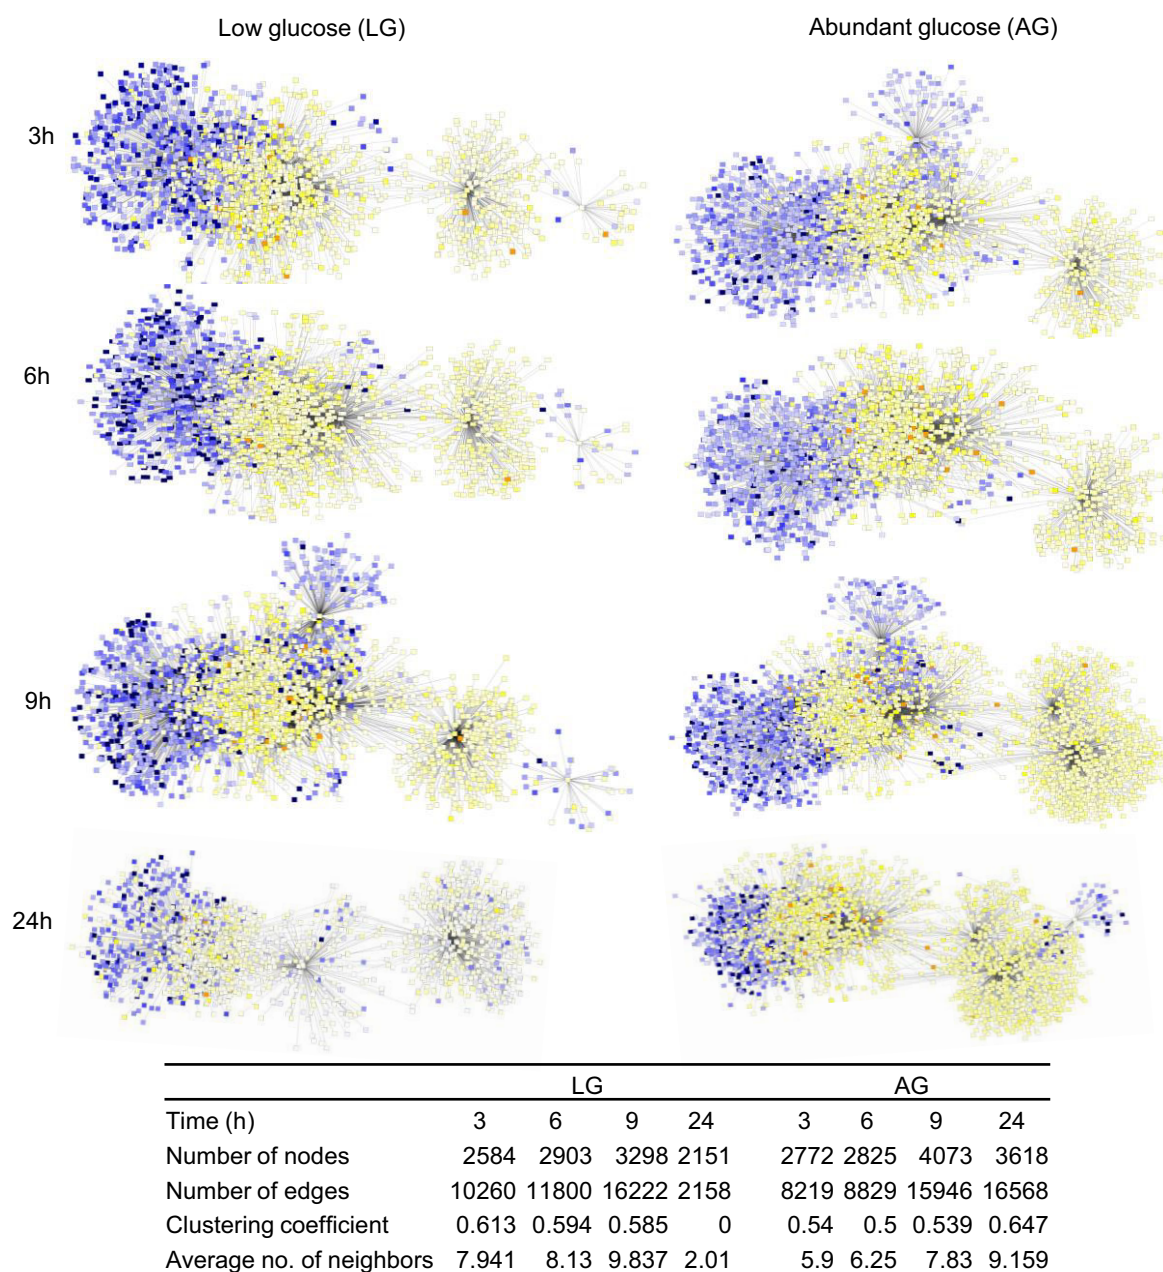 Low glucose (LG) Abundant glucose (AG)
3h
6h
9h
24h
LG AG
Time (h) 3 6 9 24 3 6 9 24
Number of nodes 2584 2903 3298 2151 2772 2825 4073 3618
Number of edges 10260 11800 16222 2158 8219 8829 15946 16568
Clustering coefficient 0.613 0.594 0.585 0 0.54 0.5 0.539 0.647
Average no. of neighbors 7.941 8.13 9.837 2.01 5.9 6.25 7.83 9.159